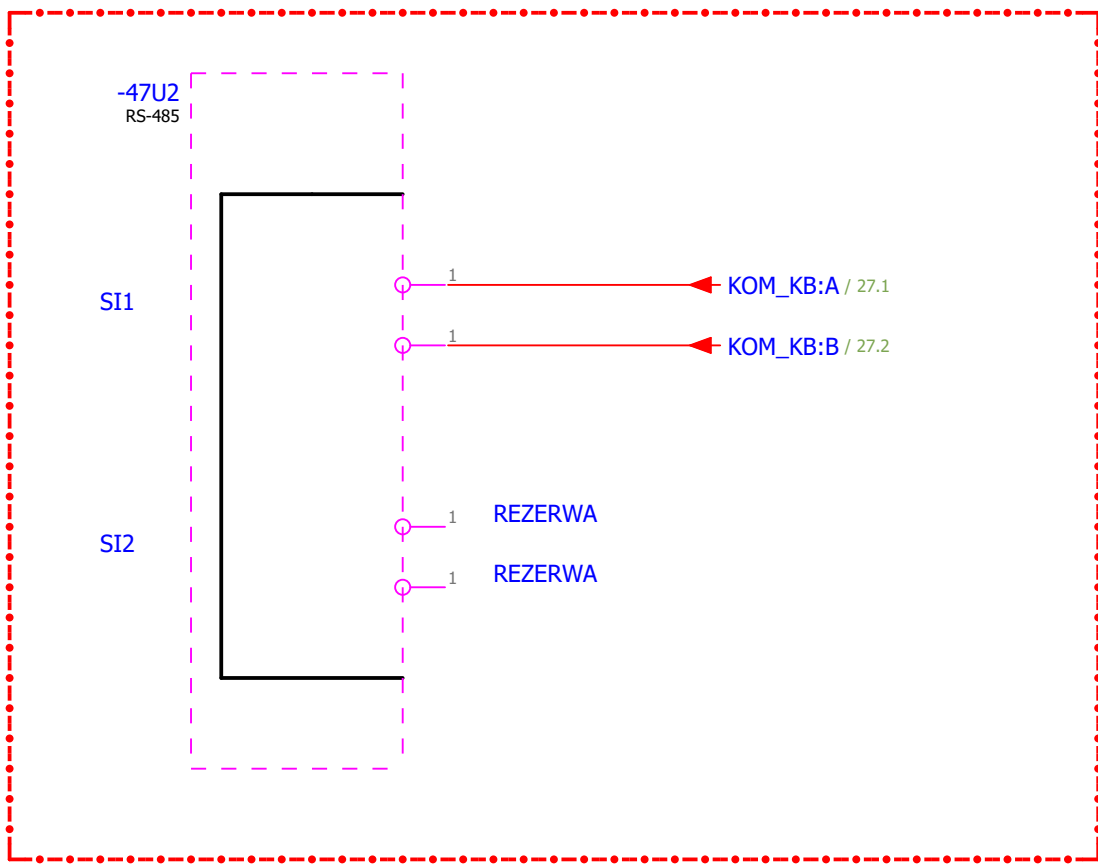 -47U2
RS-485
SI1
1
KOM_KB:A / 27.1
1
KOM_KB:B / 27.2
SI2
1
REZERWA
1
REZERWA